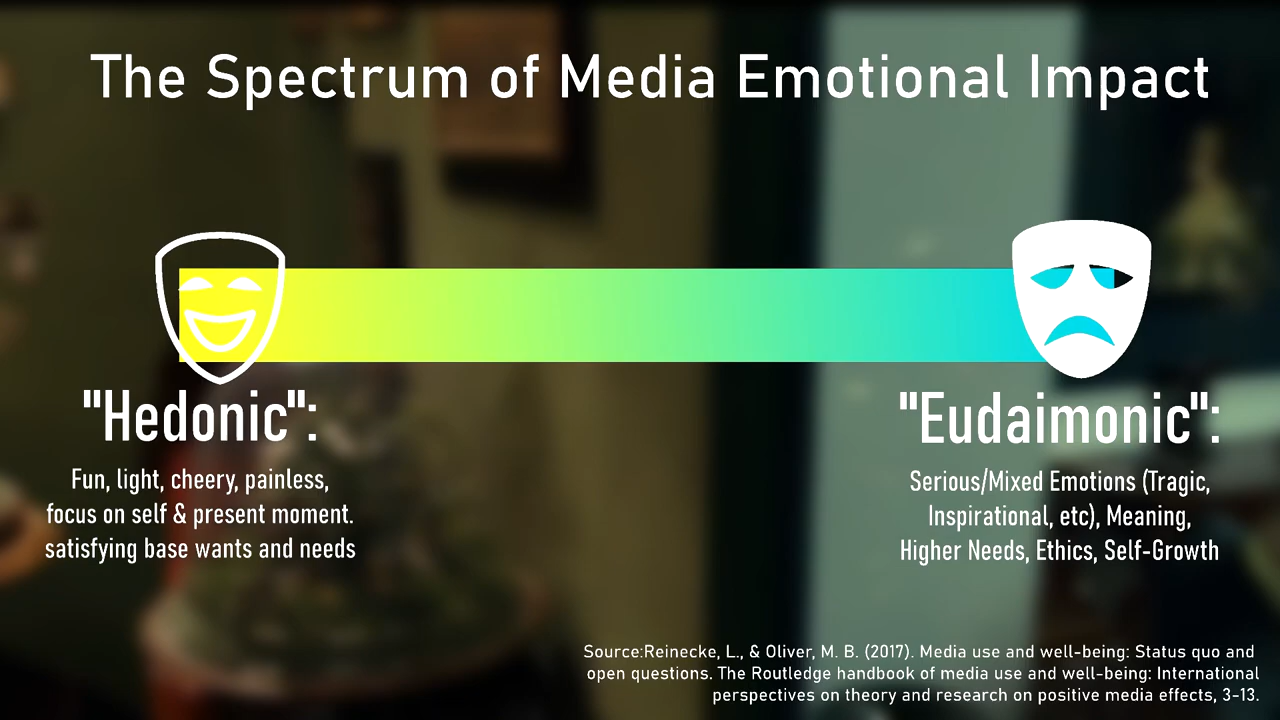 The Spectrum of Media Emotional Impact
"Hedonic":
Fun, light, cheery, painless,
focus on self & present moment.
satisfying base wants and needs
"Eudaimonic":
Serious/Mixed Emotions (Tragic,
Inspirational, etc), Meaning,
Higher Needs, Ethics, Self-Growth
Source:Reinecke, L., & Oliver, M. B. (2017). Media use and well-being: Status quo and
open questions. The Routledge handbook of media use and well-being: International
perspectives on theory and research on positive media effects, 3-13.